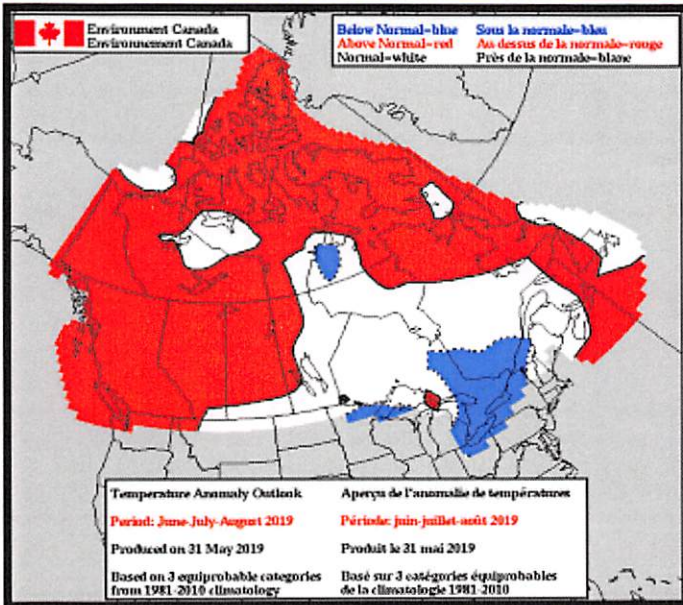 Environment Canada
Environnement Canada
Below Normal=blue Sous la normale=bleu
Above Normal=red Au dessus de la normale=rouge
Normal=white Près de la normale=blanc
Temperature Anomaly Outlook Aperçu de l'anomalie de températures
Period: June-July-August 2019 Période: juin-juillet-août 2019
Produced on 31 May 2019 Produit le 31 mai 2019
Based on 3 equiprobable categories Basé sur 3 catégories équiprobables
from 1981-2010 climatology de la climatologie 1981-2010